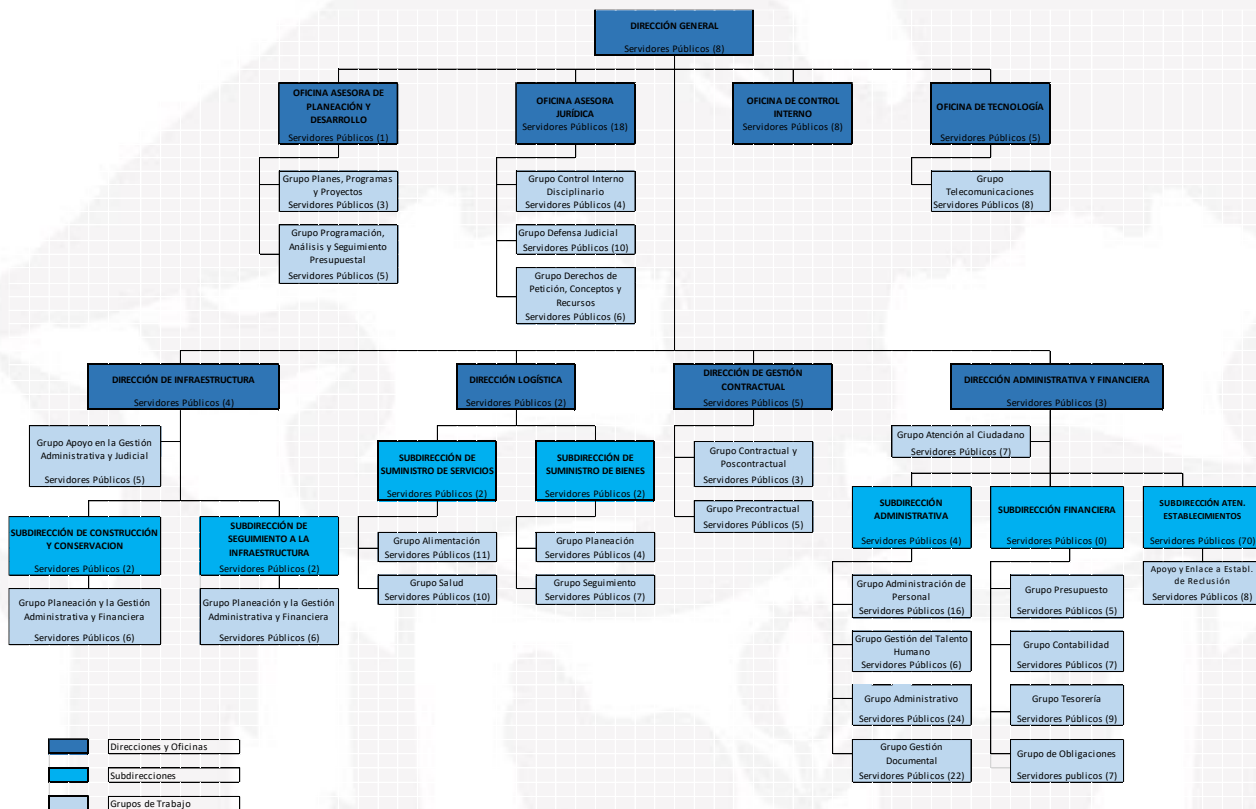 DIRECCIÓN GENERAL
Servidores Públicos (8)
OFICINA ASESORA DE
PLANEACIÓN Y
DESARROLLO
Servidores Públicos (1)
OFICINA ASESORA
JURÍDICA
Servidores Públicos (18)
OFICINA DE CONTROL
INTERNO
Servidores Públicos (8)
OFICINA DE TECNOLOGÍA
Servidores Públicos (5)
Grupo Planes, Programas
y Proyectos
Servidores Públicos (3)
Grupo Programación,
Análisis y Seguimiento
Presupuestal
Servidores Públicos (5)
Grupo Control Interno
Disciplinario
Servidores Públicos (4)
Grupo Defensa Judicial
Servidores Públicos (10)
Grupo Derechos de
Petición, Conceptos y
Recursos
Servidores Públicos (6)
Grupo
Telecomunicaciones
Servidores Públicos (8)
DIRECCIÓN DE INFRAESTRUCTURA
Servidores Públicos (4)
DIRECCIÓN LOGÍSTICA
Servidores Públicos (2)
DIRECCIÓN DE GESTIÓN
CONTRACTUAL
Servidores Públicos (5)
DIRECCIÓN ADMINISTRATIVA Y FINANCIERA
Servidores Públicos (3)
Grupo Apoyo en la Gestión
Administrativa y Judicial
Servidores Públicos (5)
SUBDIRECCIÓN DE CONSTRUCCIÓN
Y CONSERVACION
Servidores Públicos (2)
SUBDIRECCIÓN DE
SEGUIMIENTO A LA
INFRAESTRUCTURA
Servidores Públicos (2)
Grupo Planeación y la Gestión
Administrativa y Financiera
Servidores Públicos (6)
Grupo Planeación y la Gestión
Administrativa y Financiera
Servidores Públicos (6)
SUBDIRECCIÓN DE
SUMINISTRO DE SERVICIOS
Servidores Públicos (2)
SUBDIRECCIÓN DE
SUMINISTRO DE BIENES
Servidores Públicos (2)
Grupo Alimentación
Servidores Públicos (11)
Grupo Salud
Servidores Públicos (10)
Grupo Planeación
Servidores Públicos (4)
Grupo Seguimiento
Servidores Públicos (7)
Grupo Contractual y
Poscontractual
Servidores Públicos (3)
Grupo Precontractual
Servidores Públicos (5)
Grupo Atención al Ciudadano
Servidores Públicos (7)
SUBDIRECCIÓN
ADMINISTRATIVA
Servidores Públicos (4)
SUBDIRECCIÓN FINANCIERA
Servidores Públicos (0)
SUBDIRECCIÓN ATEN.
ESTABLECIMIENTOS
Servidores Públicos (70)
Grupo Administración de
Personal
Servidores Públicos (16)
Grupo Gestión del Talento
Humano
Servidores Públicos (6)
Grupo Administrativo
Servidores Públicos (24)
Grupo Gestión
Documental
Servidores Públicos (22)
Grupo Presupuesto
Servidores Públicos (5)
Grupo Contabilidad
Servidores Públicos (7)
Grupo Tesorería
Servidores Públicos (9)
Grupo de Obligaciones
Servidores publicos (7)
Apoyo y Enlace a Establ.
de Reclusión
Servidores Públicos (8)
Direcciones y Oficinas
Subdirecciones
Grupos de Trabajo